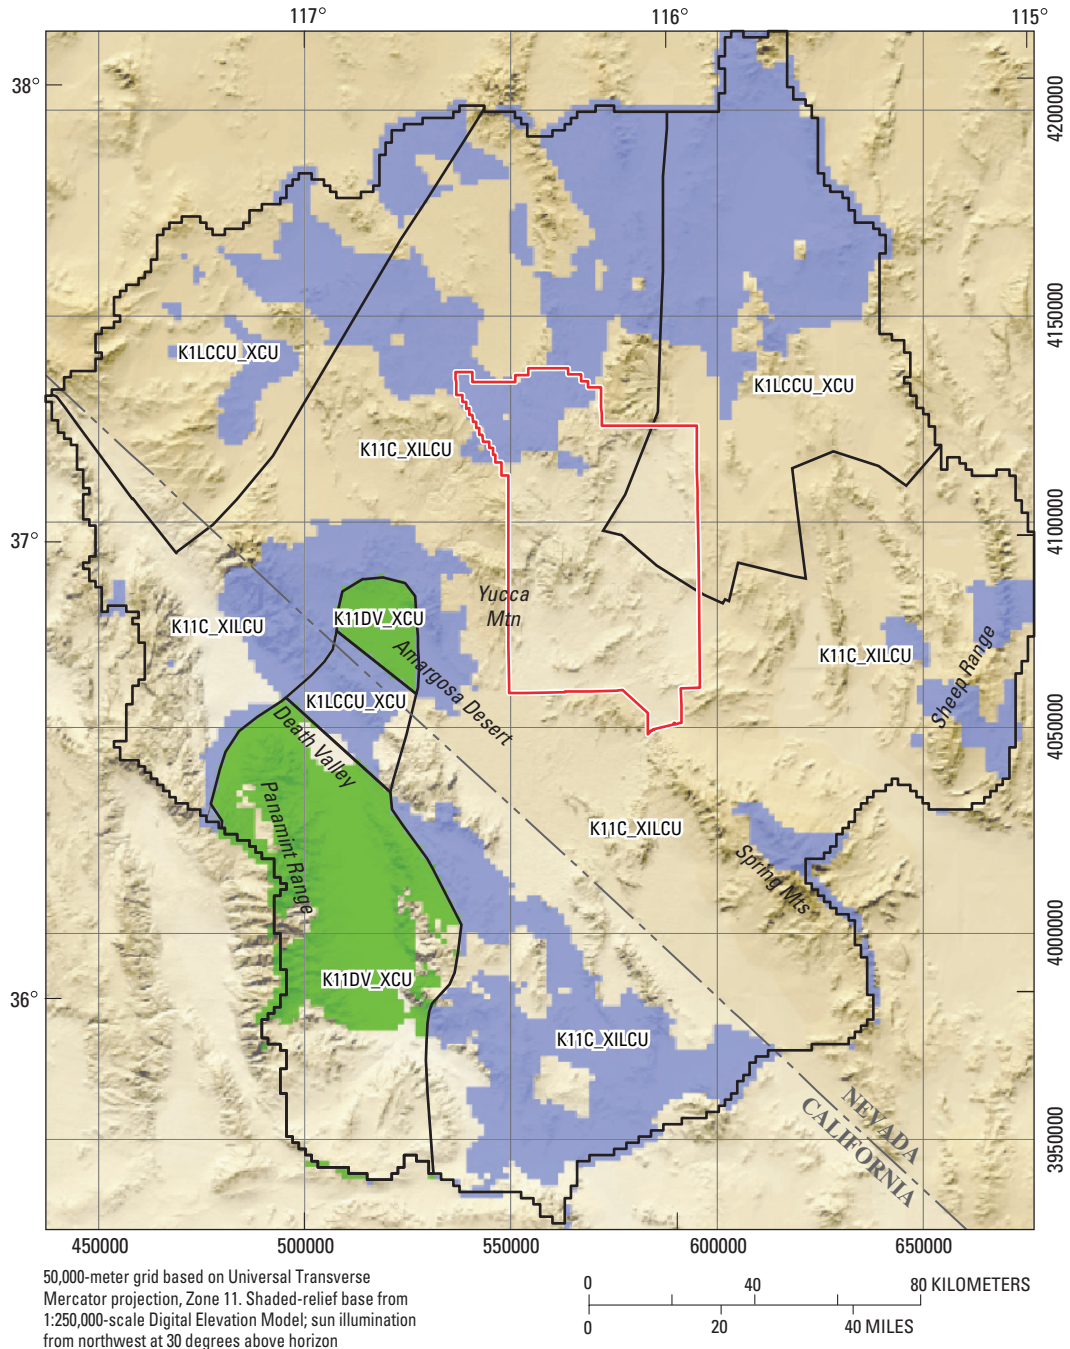 117°
116°
115°
38°
37°
36°
4200000
4150000
4100000
4050000
4000000
3950000
K1LCCU_XCU
K1LCCU_XCU
K11C_XILCU
Yucca
Mtn
K11DV_XCU
K11C_XILCU
K11C_XILCU
Amargosa Desert
Sheep Range
K1LCCU_XCU
Death Valley
Panamint Range
K11C_XILCU
Spring Mts
K11DV_XCU
K11C_XILCU
NEVADA
CALIFORNIA
450000
500000
550000
600000
650000
50,000-meter grid based on Universal Transverse
Mercator projection, Zone 11. Shaded-relief base from
1:250,000-scale Digital Elevation Model; sun illumination
from northwest at 30 degrees above horizon
0 40 80 KILOMETERS
0 20 40 MILES